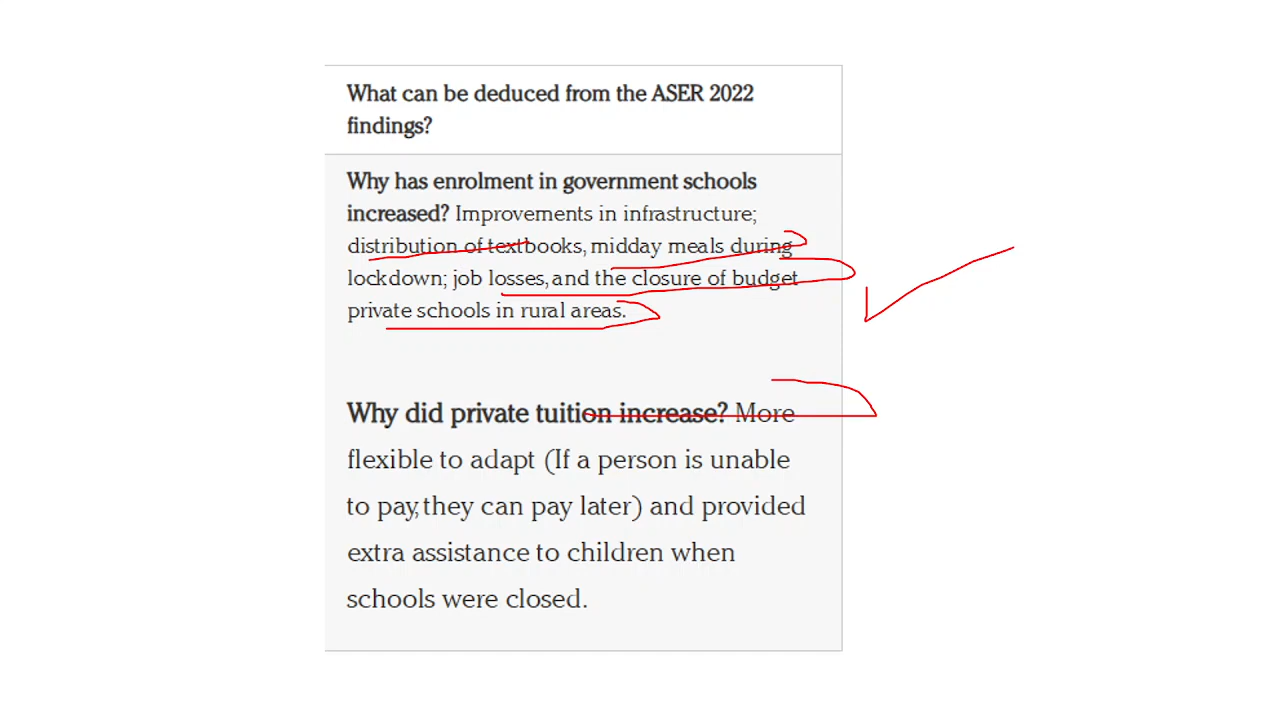 What can be deduced from the ASER 2022
findings?
Why has enrolment in government schools
increased? Improvements in infrastructure;
distribution of textbooks, midday meals during
lockdown; job losses, and the closure of budget
private schools in rural areas.
Why did private tuition increase? More
flexible to adapt (If a person is unable
to pay, they can pay later) and provided
extra assistance to children when
schools were closed.